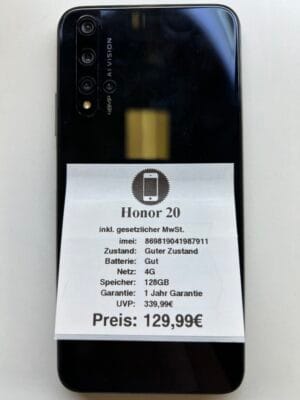 48MP AI VISION
Honor 20
inkl. gesetzlicher MwSt.
imei: 869819041987911
Zustand: Guter Zustand
Batterie: Gut
Netz: 4G
Speicher: 128GB
Garantie: 1 Jahr Garantie
UVP: 339,99€
Preis: 129,99€